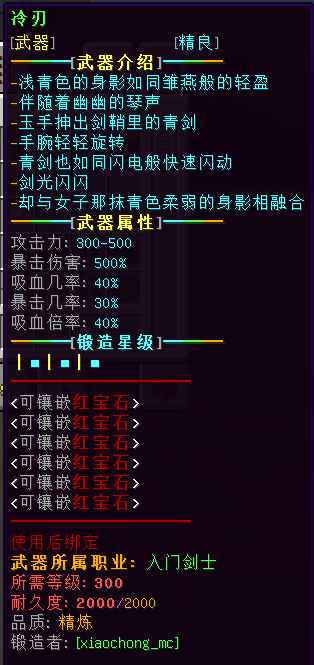 冷刃
[武器] [精良]
[武器介绍]
-浅青色的身影如同雏燕般的轻盈
-伴随着幽幽的琴声
-玉手抻出剑鞘里的青剑
-手腕轻轻旋转
-青剑也如同闪电般快速闪动
-剑光闪闪
-却与女子那抹青色柔弱的身影相融合
[武器属性]
攻击力: 300-500
暴击伤害: 500%
吸血几率: 40%
暴击几率: 30%
吸血倍率: 40%
[锻造星级]
<可镶嵌红宝石>
<可镶嵌红宝石>
<可镶嵌红宝石>
<可镶嵌红宝石>
<可镶嵌红宝石>
<可镶嵌红宝石>
使用后绑定
武器所属职业: 入门剑士
所需等级: 300
耐久度: 2000/2000
品质: 精炼
锻造者: [xiaochong_mc]